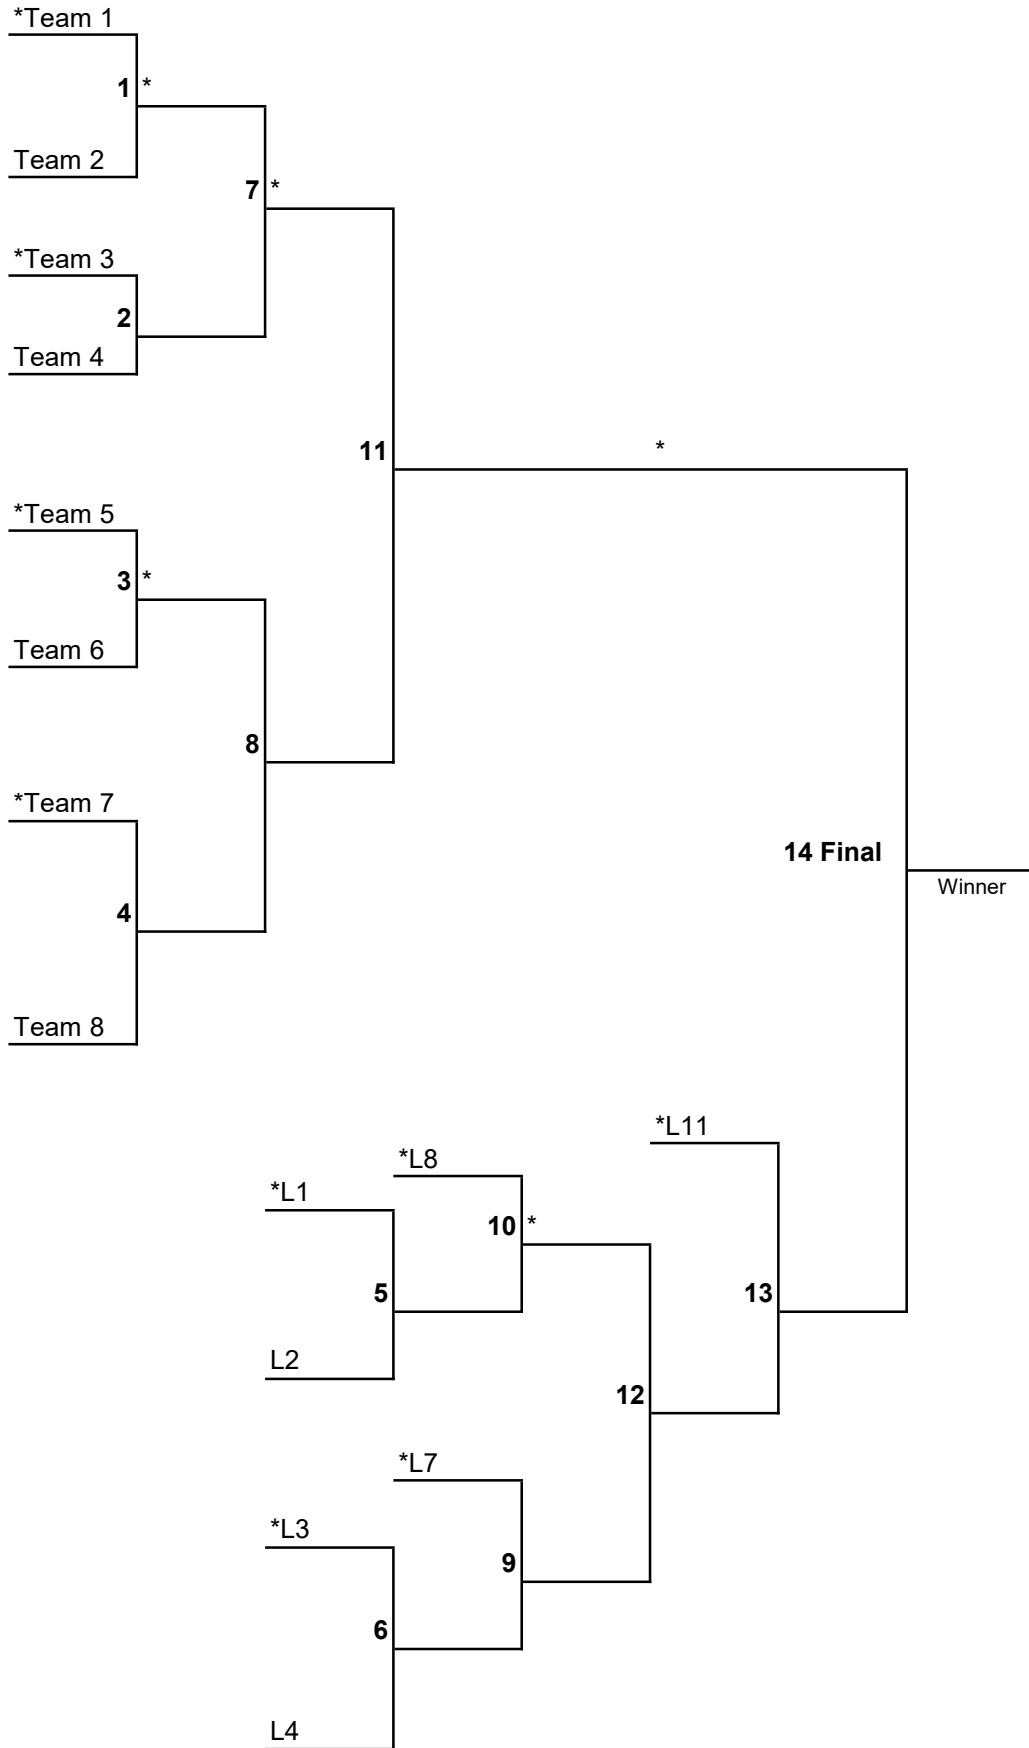 *Team 1
1 *
Team 2
7 *
*Team 3
2
Team 4
11
*
*Team 5
3 *
Team 6
8
*Team 7
14 Final
Winner
4
Team 8
*L11
*L8
*L1
10 *
5
13
L2
12
*L7
*L3
9
6
L4